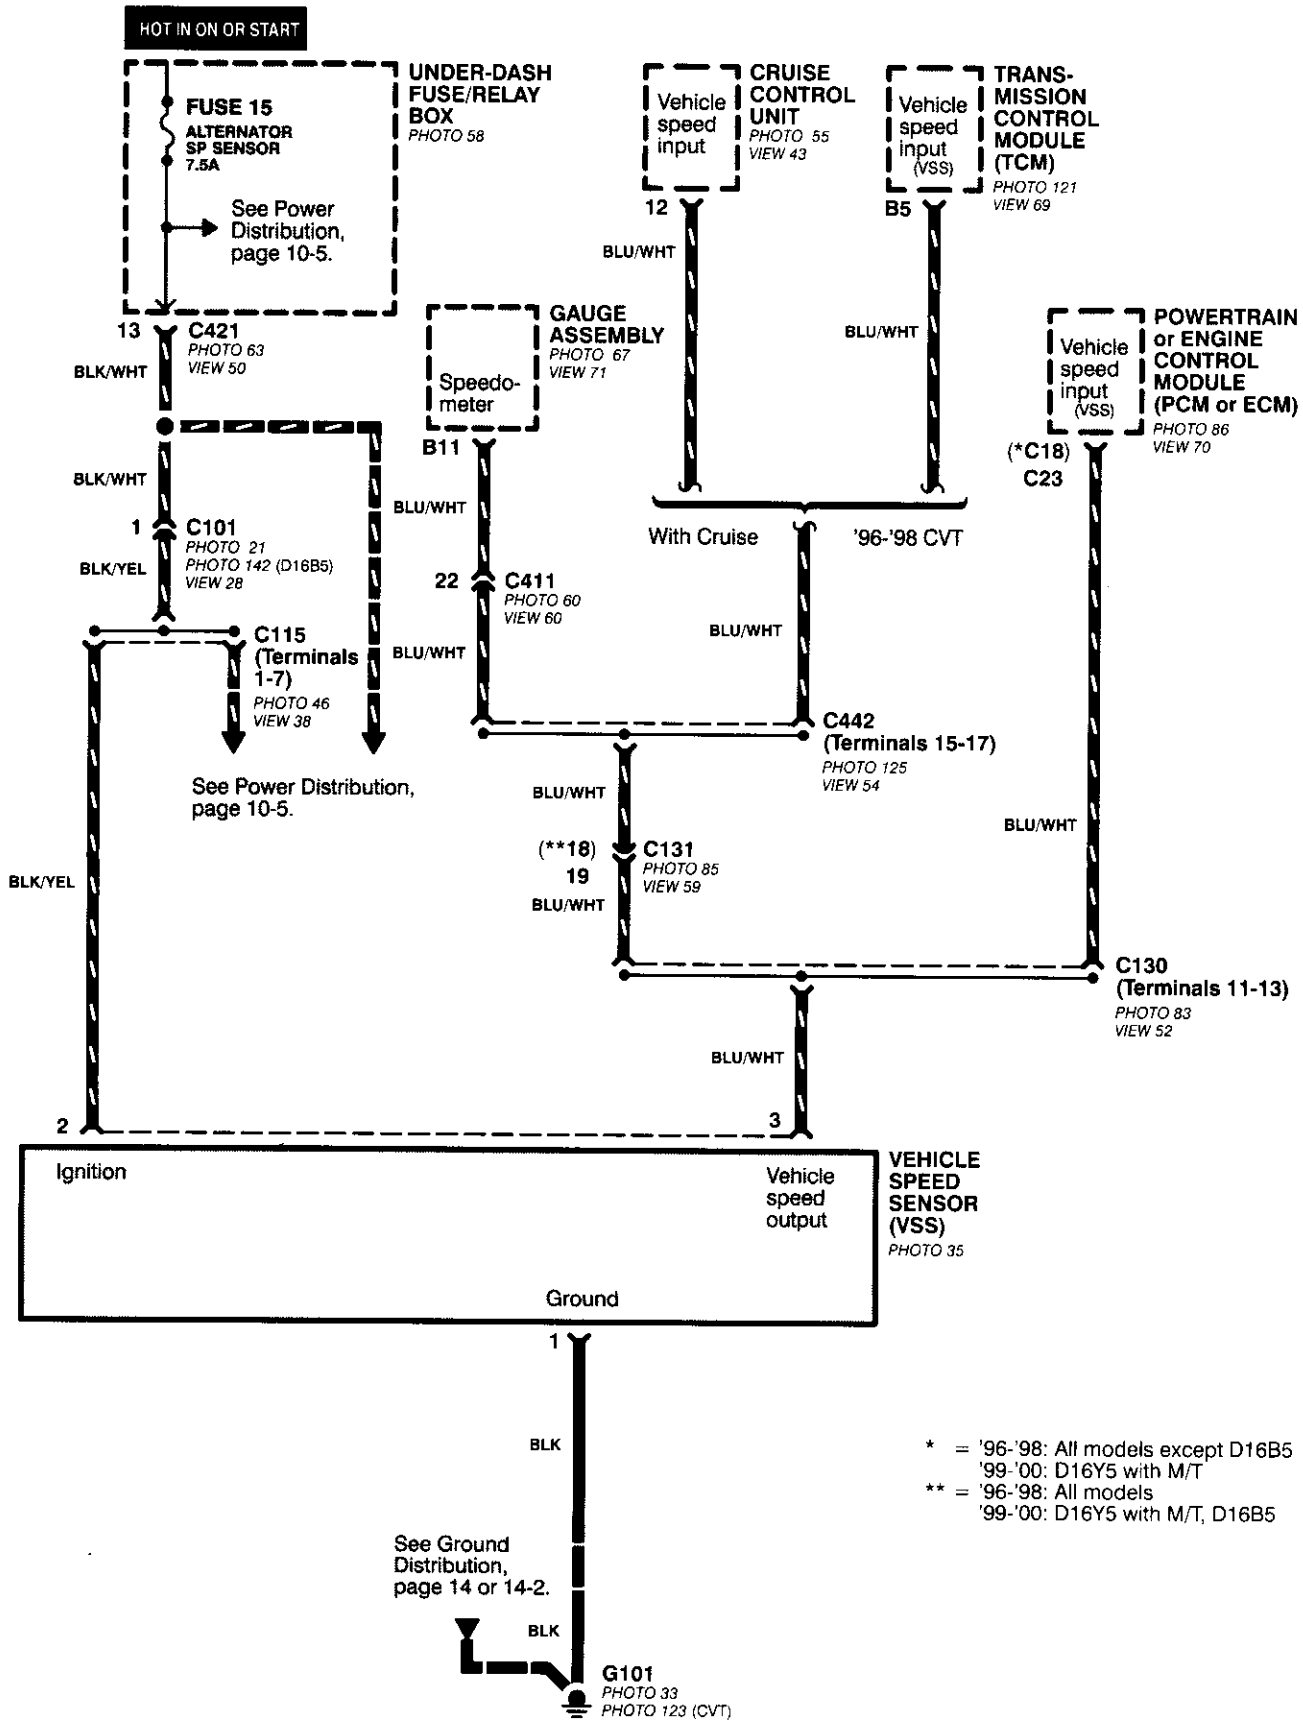 HOT IN ON OR START
UNDER-DASH
FUSE/RELAY
BOX
PHOTO 58
FUSE 15
ALTERNATOR
SP SENSOR
7.5A
See Power
Distribution,
page 10-5.
13
C421
PHOTO 63
VIEW 50
BLK/WHT
BLK/WHT
1
C101
PHOTO 21
PHOTO 142 (D16B5)
VIEW 28
BLK/YEL
C115
(Terminals
1-7)
PHOTO 46
VIEW 38
See Power Distribution,
page 10-5.
BLK/YEL
GAUGE
ASSEMBLY
PHOTO 67
VIEW 71
Speedo-
meter
B11
BLU/WHT
22
C411
PHOTO 60
VIEW 60
BLU/WHT
Vehicle
speed
input
CRUISE
CONTROL
UNIT
PHOTO 55
VIEW 43
12
BLU/WHT
Vehicle
speed
input
(VSS)
TRANS-
MISSION
CONTROL
MODULE
(TCM)
PHOTO 121
VIEW 69
B5
BLU/WHT
With Cruise
'96-'98 CVT
BLU/WHT
C442
(Terminals 15-17)
PHOTO 125
VIEW 54
BLU/WHT
(**18)
19
C131
PHOTO 85
VIEW 59
BLU/WHT
Vehicle
speed
input
(VSS)
POWERTRAIN
or ENGINE
CONTROL
MODULE
(PCM or ECM)
PHOTO 86
VIEW 70
(*C18)
C23
BLU/WHT
C130
(Terminals 11-13)
PHOTO 83
VIEW 52
BLU/WHT
2
3
Ignition
Vehicle
speed
output
Ground
VEHICLE
SPEED
SENSOR
(VSS)
PHOTO 35
1
BLK
See Ground
Distribution,
page 14 or 14-2.
BLK
G101
PHOTO 33
PHOTO 123 (CVT)
* = '96-'98: All models except D16B5
'99-'00: D16Y5 with M/T
** = '96-'98: All models
'99-'00: D16Y5 with M/T, D16B5